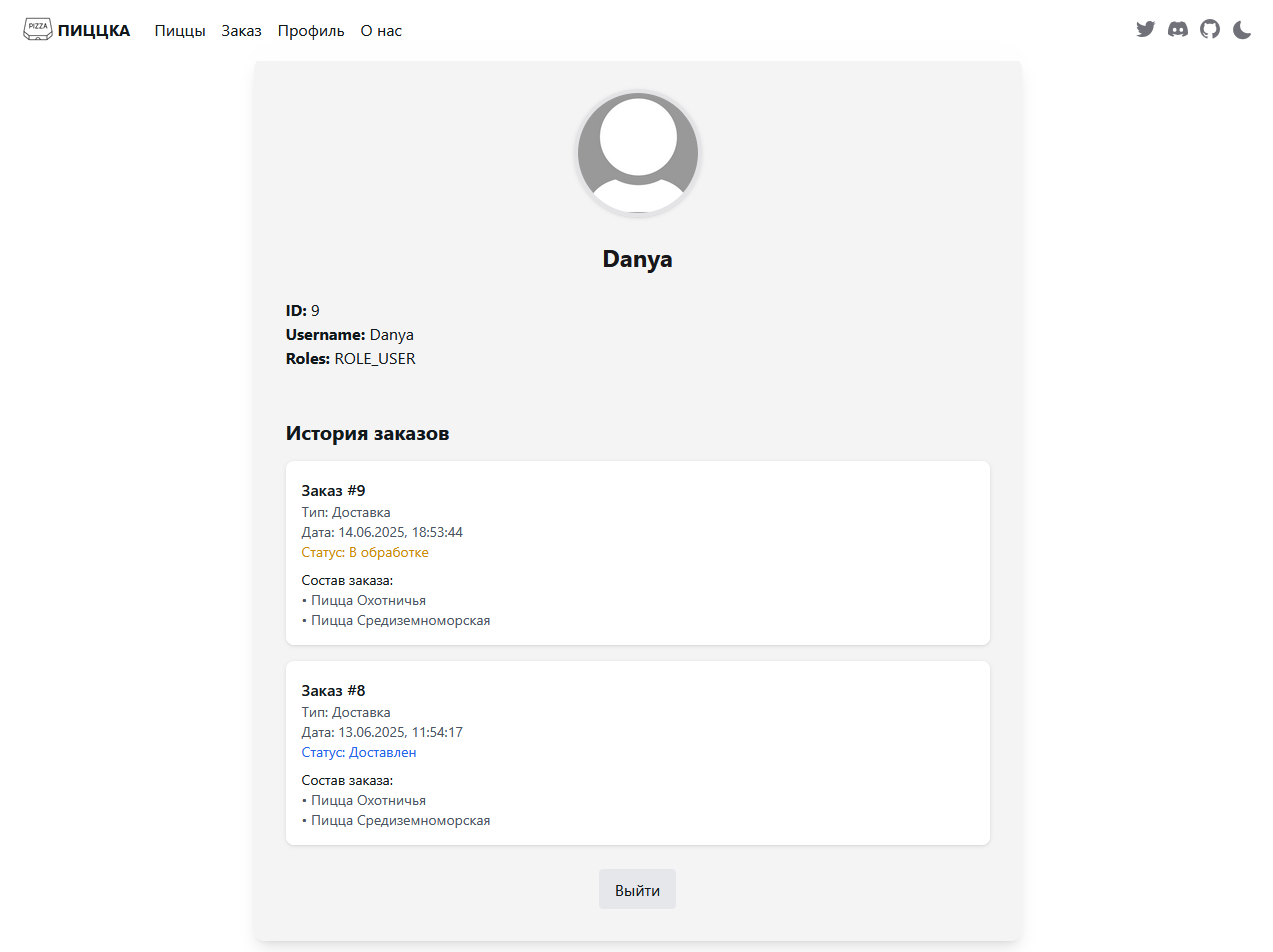 PIZZA ПИЦЦКА Пиццы Заказ Профиль О нас
Danya
ID: 9
Username: Danya
Roles: ROLE_USER
История заказов
Заказ #9
Тип: Доставка
Дата: 14.06.2025, 18:53:44
Статус: В обработке
Состав заказа:
• Пицца Охотничья
• Пицца Средиземноморская
Заказ #8
Тип: Доставка
Дата: 13.06.2025, 11:54:17
Статус: Доставлен
Состав заказа:
• Пицца Охотничья
• Пицца Средиземноморская
Выйти